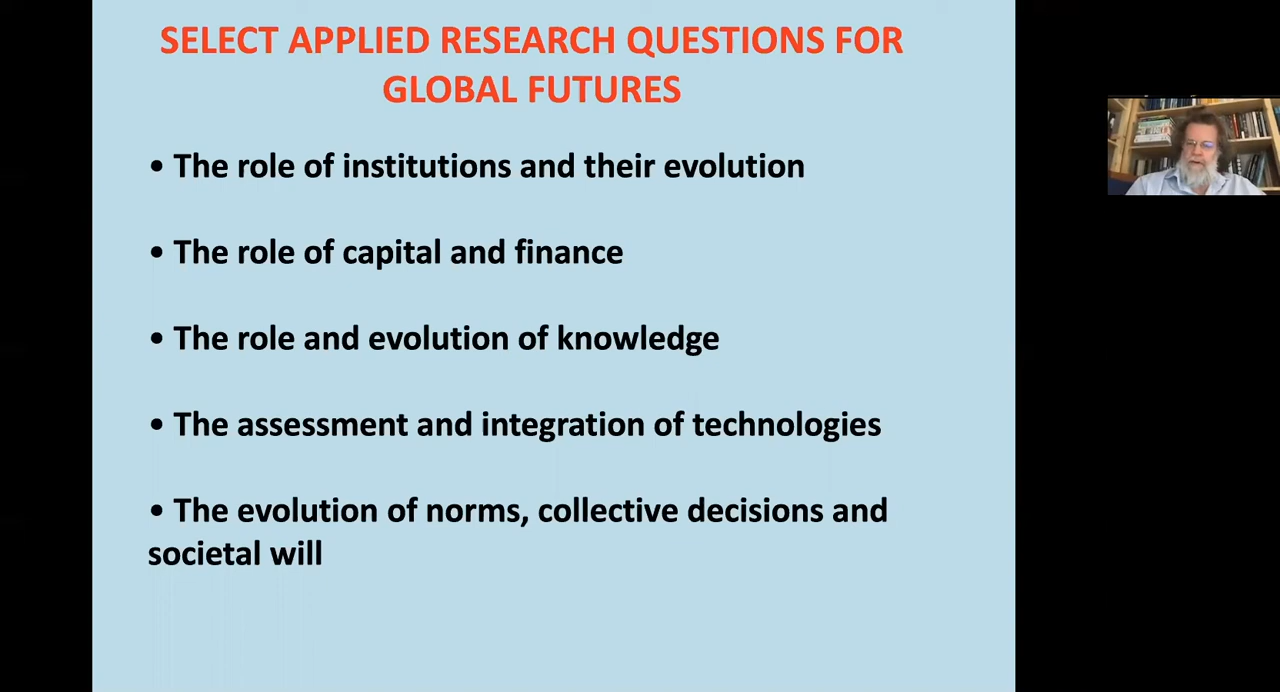 SELECT APPLIED RESEARCH QUESTIONS FOR
GLOBAL FUTURES
• The role of institutions and their evolution
• The role of capital and finance
• The role and evolution of knowledge
• The assessment and integration of technologies
• The evolution of norms, collective decisions and
societal will